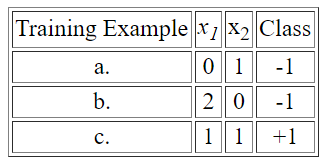 Training Example x1 x2 Class
a. 0 1 -1
b. 2 0 -1
c. 1 1 +1